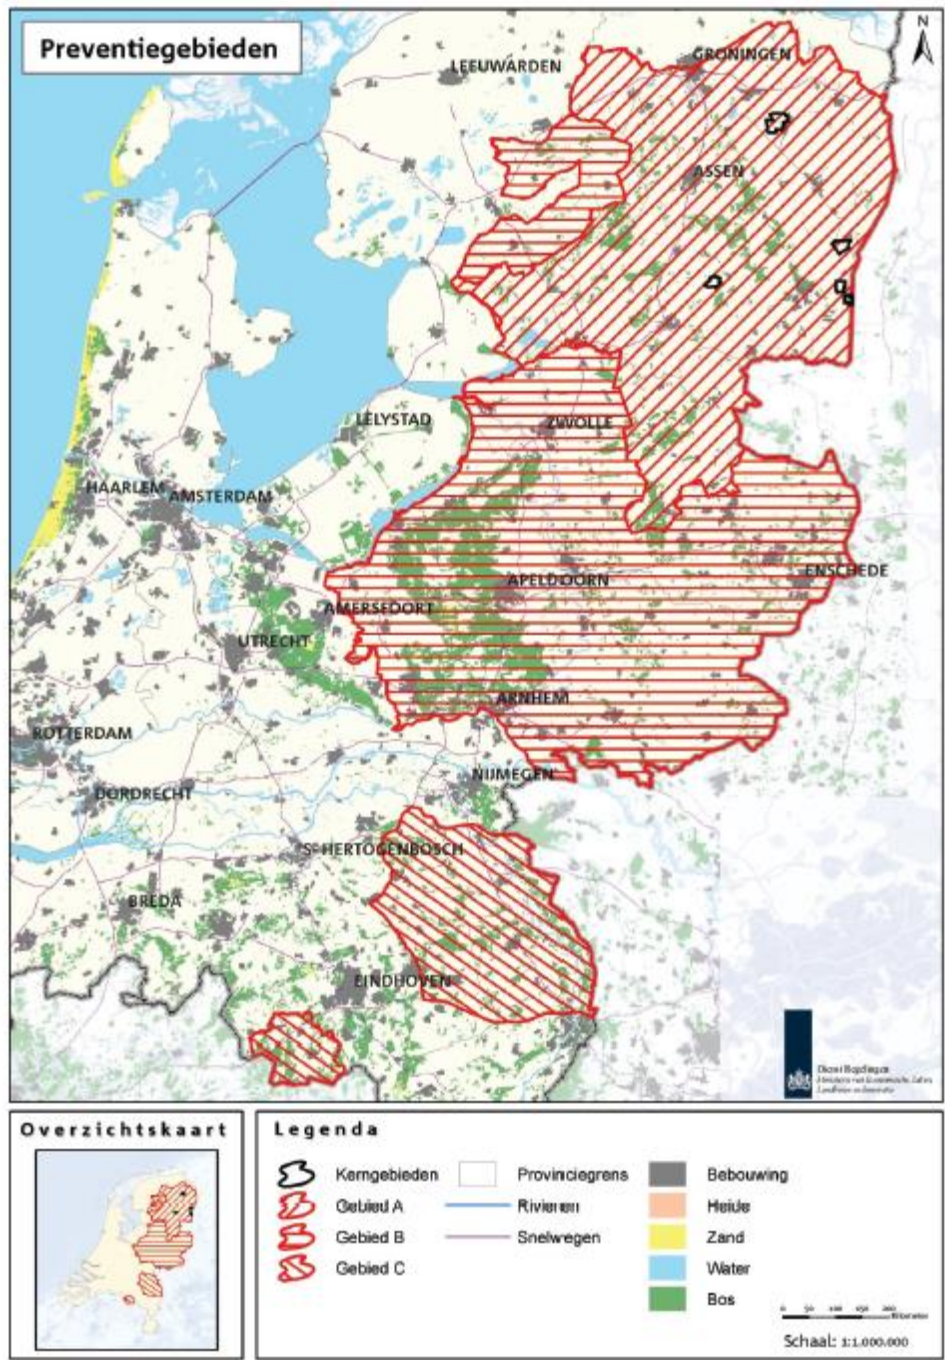 Preventiegebieden
N
GRONINGEN
LEEUWARDEN
ASSEN
LELYSTAD
ZWOLLE
HAARLEM
AMSTERDAM
ENSCHEDE
APELDOORN
AMERSFOORT
UTRECHT
ARNHEM
ROTTERDAM
NIJMEGEN
DORDRECHT
S-HERTOGENBOSCH
BREDA
EINDHOVEN
Dienst Regelingen
Overzichtskaart
Legenda
Kerngebieden
Gebied A
Gebied B
Gebied C
Provinciegrens
Rivieren
Snelwegen
Bebouwing
Heide
Zand
Water
Bos
Schaal: 1:1.000.000